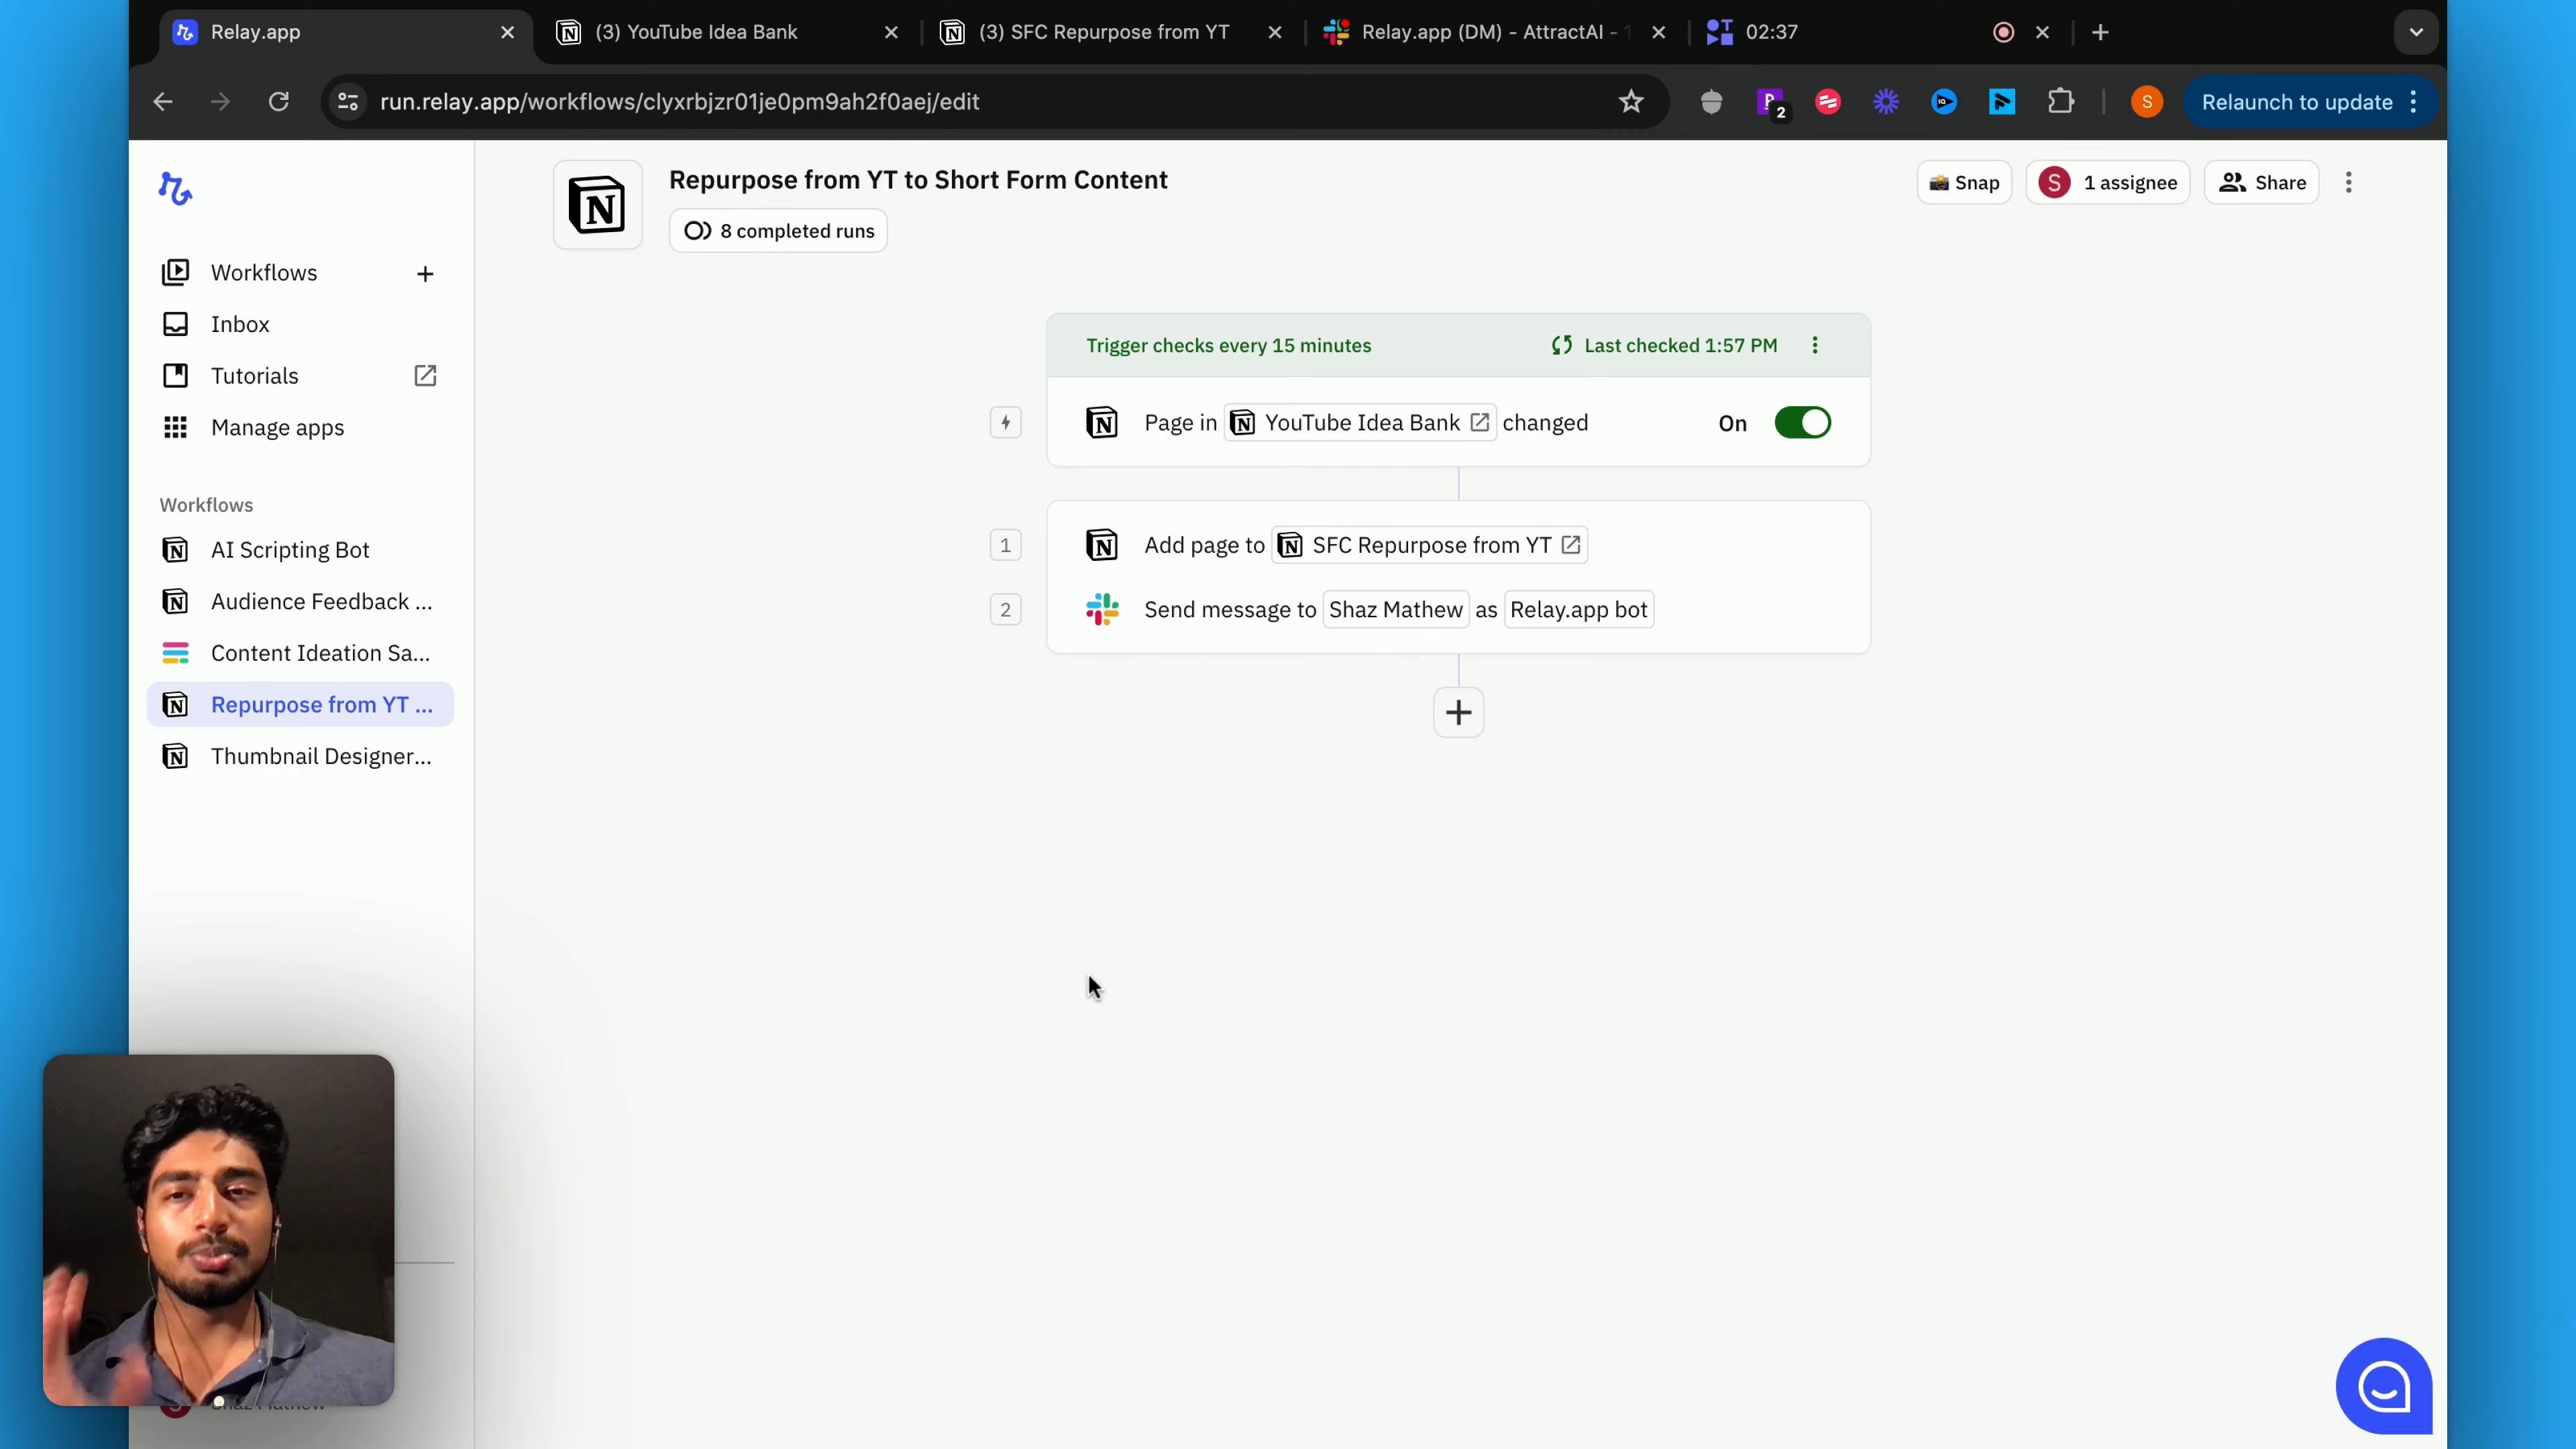 Relay.app
(3) YouTube Idea Bank
(3) SFC Repurpose from YT
Relay.app (DM) - AttractAI -
02:37
run.relay.app/workflows/clyxrbjzr01je0pm9ah2f0aej/edit
2
S
Relaunch to update
Repurpose from YT to Short Form Content
8 completed runs
Snap
S
1 assignee
Share
Workflows
Inbox
Tutorials
Manage apps
Workflows
AI Scripting Bot
Audience Feedback ...
Content Ideation Sa...
Repurpose from YT ...
Thumbnail Designer...
Trigger checks every 15 minutes
Last checked 1:57 PM
Page in YouTube Idea Bank changed
On
1
Add page to SFC Repurpose from YT
2
Send message to Shaz Mathew as Relay.app bot
Shaz Mathew